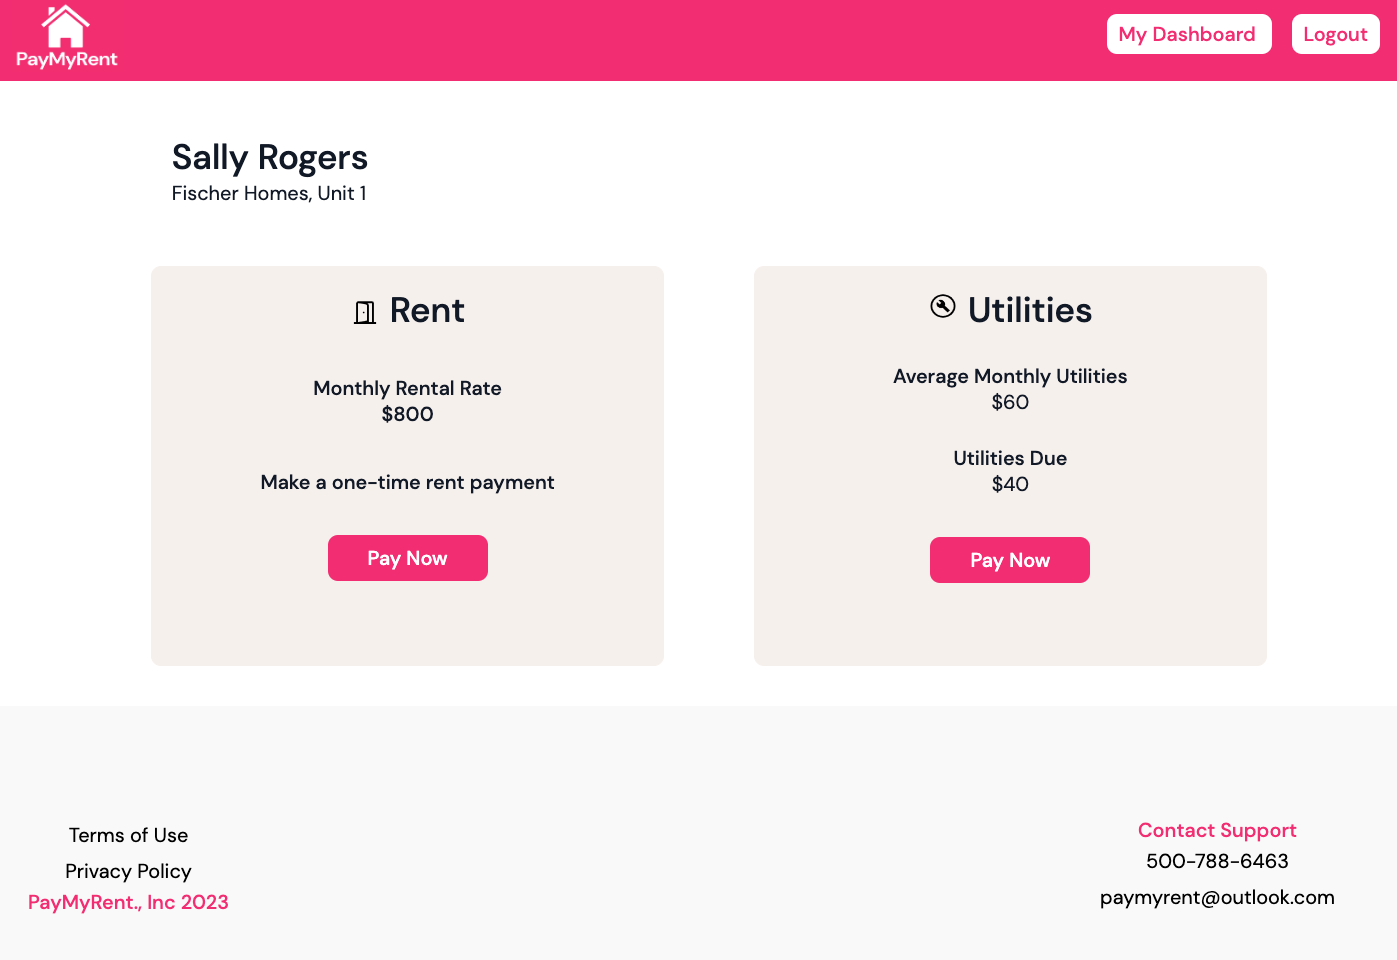 PayMyRent
My Dashboard
Logout
Sally Rogers
Fischer Homes, Unit 1
Rent
Monthly Rental Rate
$800
Make a one-time rent payment
Pay Now
Utilities
Average Monthly Utilities
$60
Utilities Due
$40
Pay Now
Terms of Use
Privacy Policy
PayMyRent., Inc 2023
Contact Support
500-788-6463
paymyrent@outlook.com